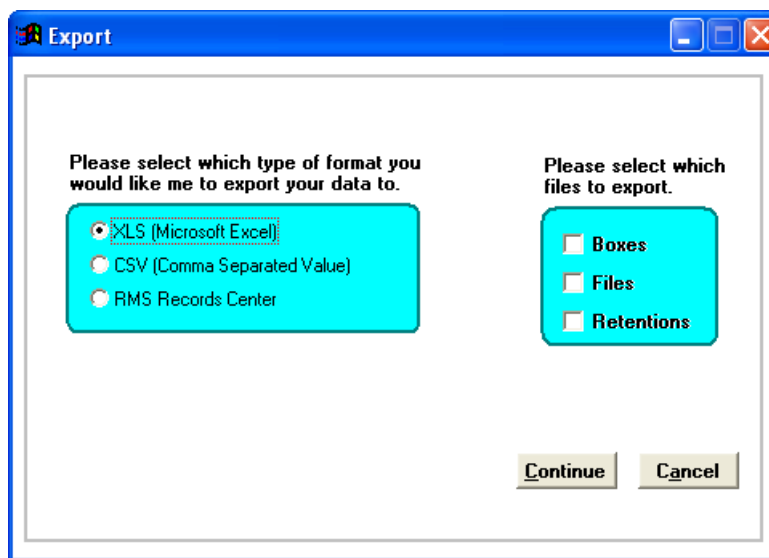 Export
Please select which type of format you
would like me to export your data to.
XLS (Microsoft Excel)
CSV (Comma Separated Value)
RMS Records Center
Please select which
files to export.
Boxes
Files
Retentions
Continue
Cancel